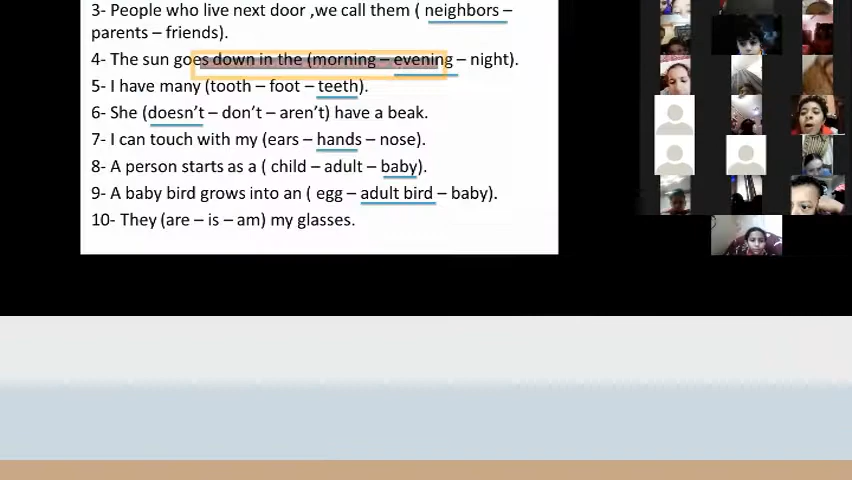 3- People who live next door ,we call them ( neighbors –
parents – friends).
4- The sun goes down in the (morning – evening – night).
5- I have many (tooth – foot – teeth).
6- She (doesn’t – don’t – aren’t) have a beak.
7- I can touch with my (ears – hands – nose).
8- A person starts as a ( child – adult – baby).
9- A baby bird grows into an ( egg – adult bird – baby).
10- They (are – is – am) my glasses.